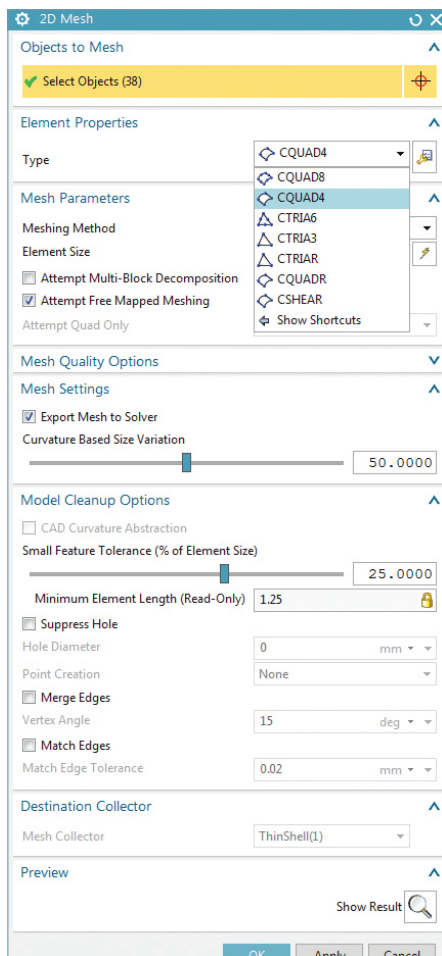 2D Mesh
Objects to Mesh
Select Objects (38)
Element Properties
Type
CQUAD4
CQUAD8
CQUAD4
CTRIA6
CTRIA3
CTRIAR
CQUADR
CSHEAR
Show Shortcuts
Mesh Parameters
Meshing Method
Element Size
Attempt Multi-Block Decomposition
Attempt Free Mapped Meshing
Attempt Quad Only
Mesh Quality Options
Mesh Settings
Export Mesh to Solver
Curvature Based Size Variation
50.0000
Model Cleanup Options
CAD Curvature Abstraction
Small Feature Tolerance (% of Element Size)
25.0000
Minimum Element Length (Read-Only) 1.25
Suppress Hole
Hole Diameter 0 mm
Point Creation None
Merge Edges
Vertex Angle 15 deg
Match Edges
Match Edge Tolerance 0.02 mm
Destination Collector
Mesh Collector ThinShell(1)
Preview
Show Result
OK Apply Cancel